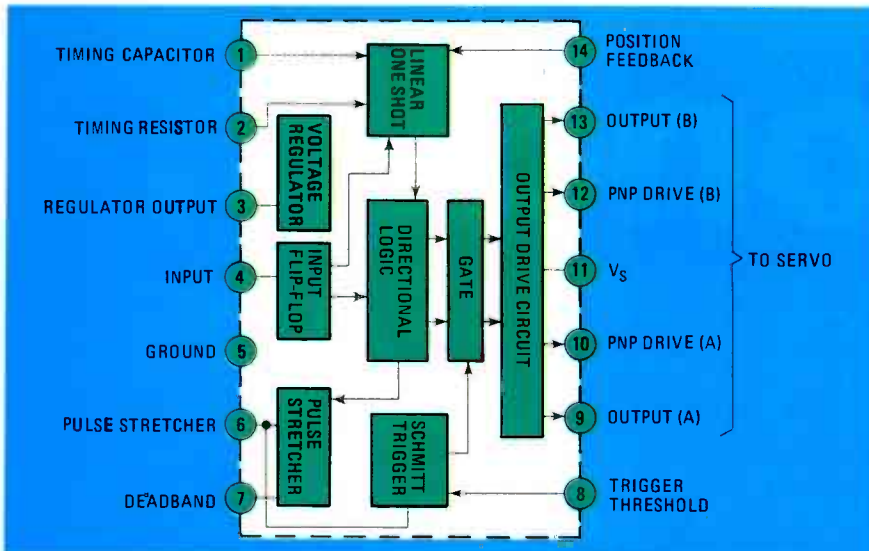 TIMING CAPACITOR
1
TIMING RESISTOR
2
REGULATOR OUTPUT
3
INPUT
4
GROUND
5
PULSE STRETCHER
6
DEADBAND
7
LINEAR
ONE SHOT
VOLTAGE
REGULATOR
INPUT
FLIP-FLOP
DIRECTIONAL
LOGIC
GATE
OUTPUT DRIVE CIRCUIT
PULSE
STRETCHER
SCHMITT
TRIGGER
14
POSITION
FEEDBACK
13
OUTPUT (B)
12
PNP DRIVE (B)
11
VS
10
PNP DRIVE (A)
9
OUTPUT (A)
8
TRIGGER
THRESHOLD
TO SERVO